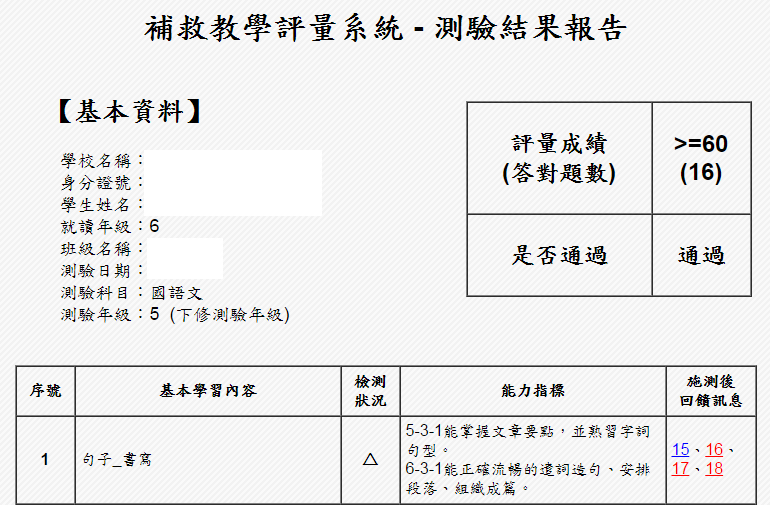 補救教學評量系統 - 測驗結果報告
【基本資料】
學校名稱：
身分證號：
學生姓名：
就讀年級：6
班級名稱：
測驗日期：
測驗科目：國語文
測驗年級：5 (下修測驗年級)
評量成績
(答對題數)
>=60
(16)
是否通過
通過
序號
基本學習內容
檢測
狀況
能力指標
施測後
回饋訊息
1
句子_書寫
△
5-3-1能掌握文章要點，並熟習字詞
句型。
6-3-1能正確流暢的遣詞造句、安排
段落、組織成篇。
15、16、
17、18